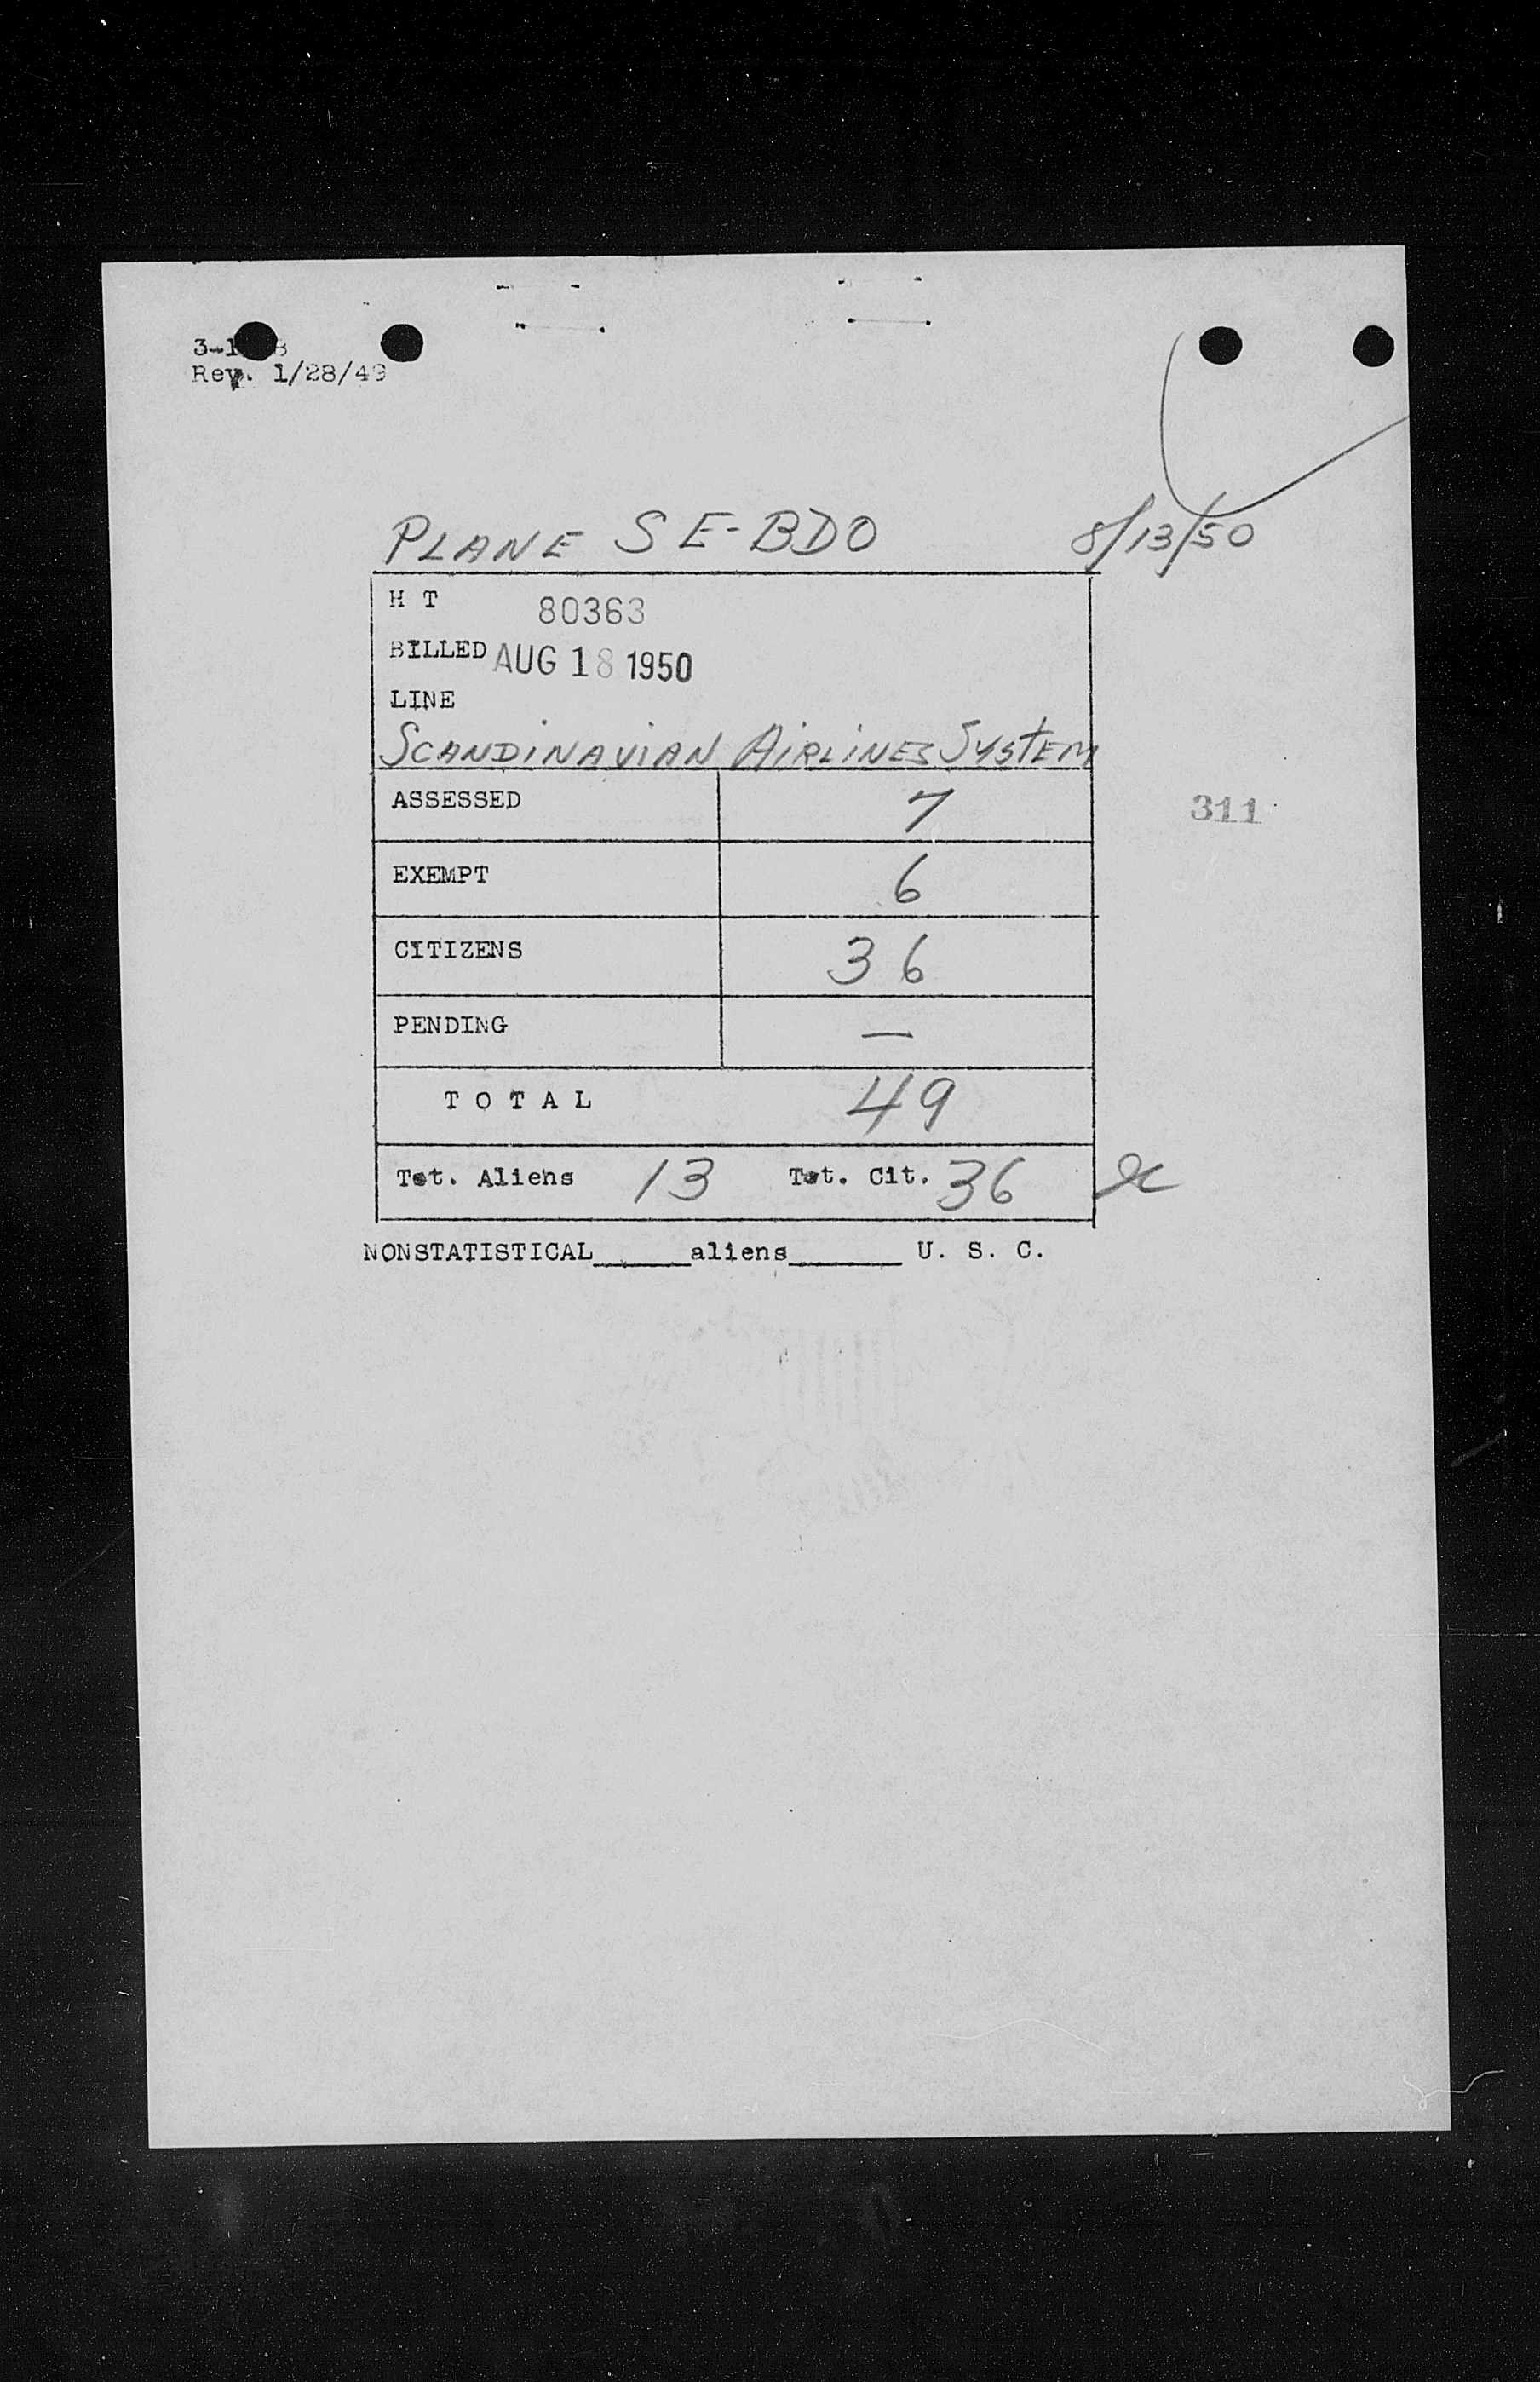 Rev. 1/28/49
PLANE SE-BDO 8/13/50
H T 80363
BILLED AUG 18 1950
LINE
SCANDINAVIAN AIRLINES SYSTEM
ASSESSED 7
311
EXEMPT 6
CITIZENS 36
PENDING —
TOTAL 49
Tot. Aliens 13 Tot. Cit. 36
NONSTATISTICAL_____aliens______ U. S. C.